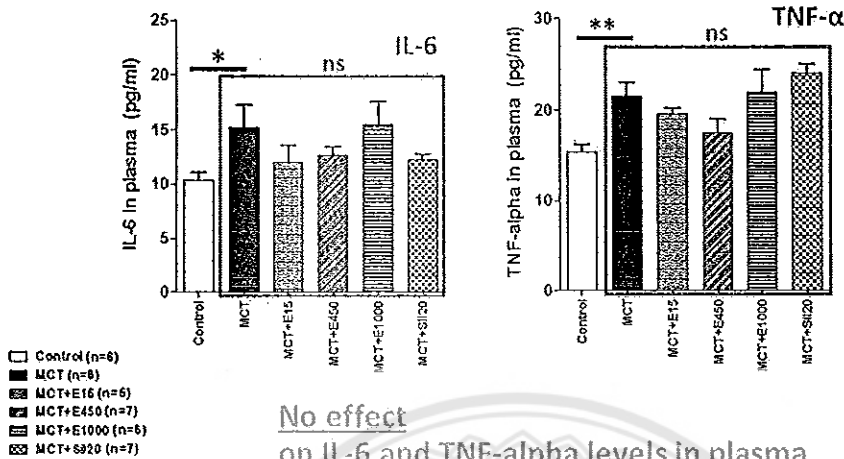 IL-6
*
ns
25
20
15
10
5
0
IL-6 in plasma (pg/ml)
Control
MCT
MCT+E15
MCT+E450
MCT+E1000
MCT+Sil20
TNF-α
**
ns
30
20
10
0
TNF-alpha in plasma (pg/ml)
Control
MCT
MCT+E15
MCT+E450
MCT+E1000
MCT+Sil20
Control (n=6)
MCT (n=6)
MCT+E15 (n=6)
MCT+E450 (n=7)
MCT+E1000 (n=6)
MCT+Sil20 (n=7)
No effect
on IL-6 and TNF-alpha levels in plasma